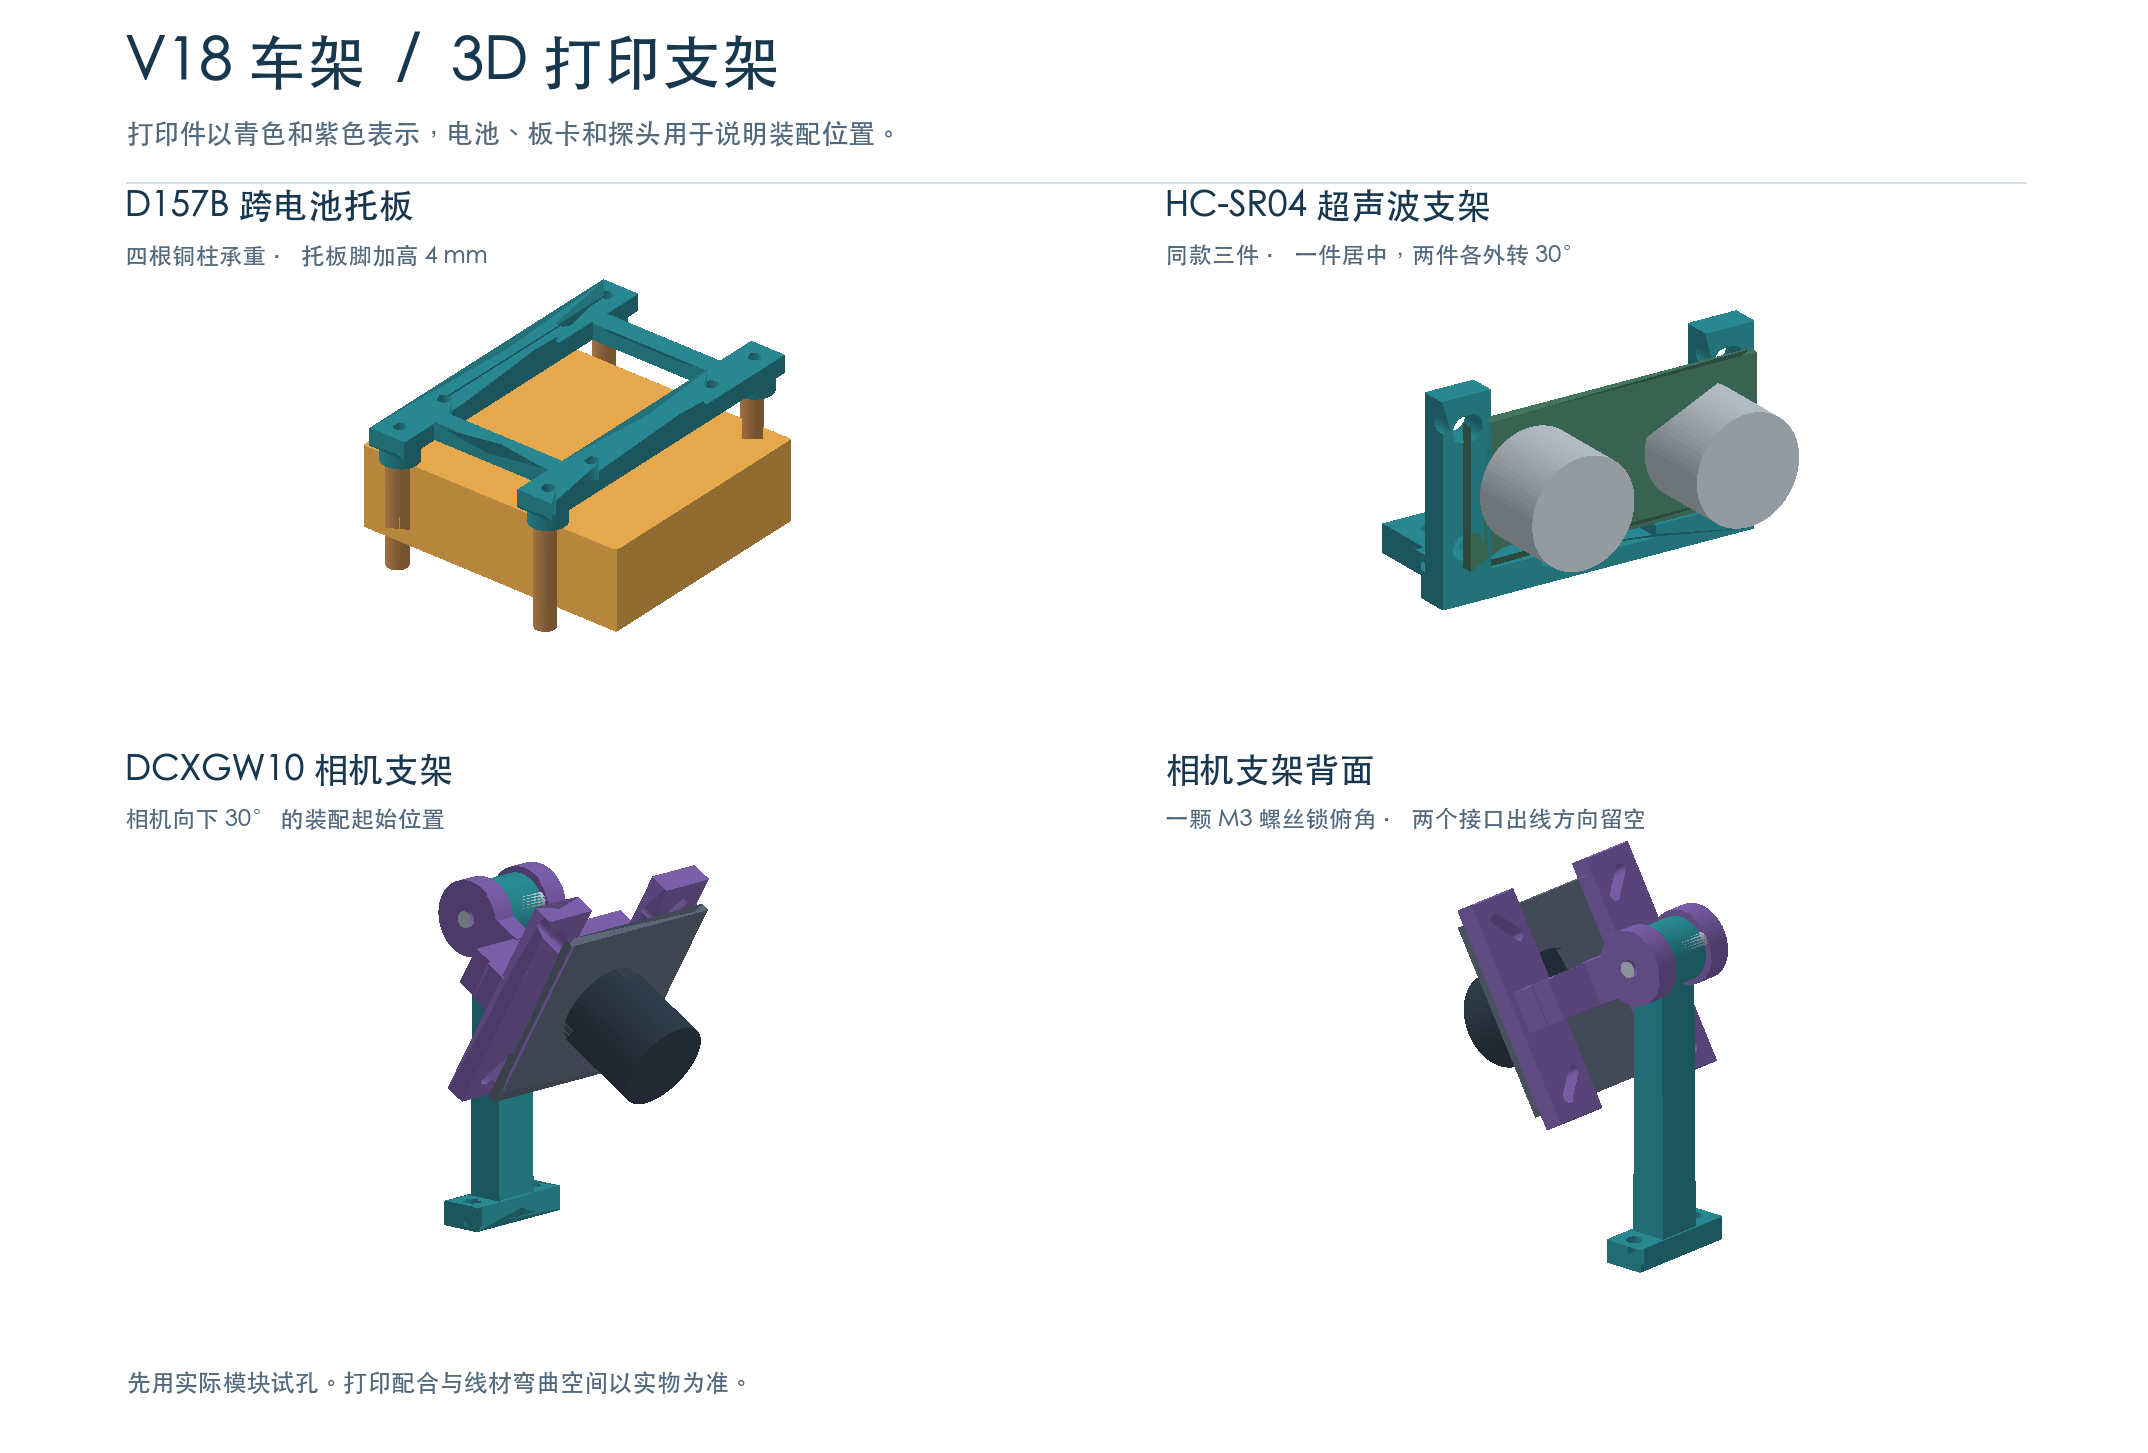 V18 车架 / 3D 打印支架
打印件以青色和紫色表示，电池、板卡和探头用于说明装配位置。
D157B 跨电池托板
四根铜柱承重 · 托板脚加高 4 mm
HC-SR04 超声波支架
同款三件 · 一件居中，两件各外转 30°
DCXGW10 相机支架
相机向下 30° 的装配起始位置
相机支架背面
一颗 M3 螺丝锁俯角 · 两个接口出线方向留空
先用实际模块试孔。打印配合与线材弯曲空间以实物为准。